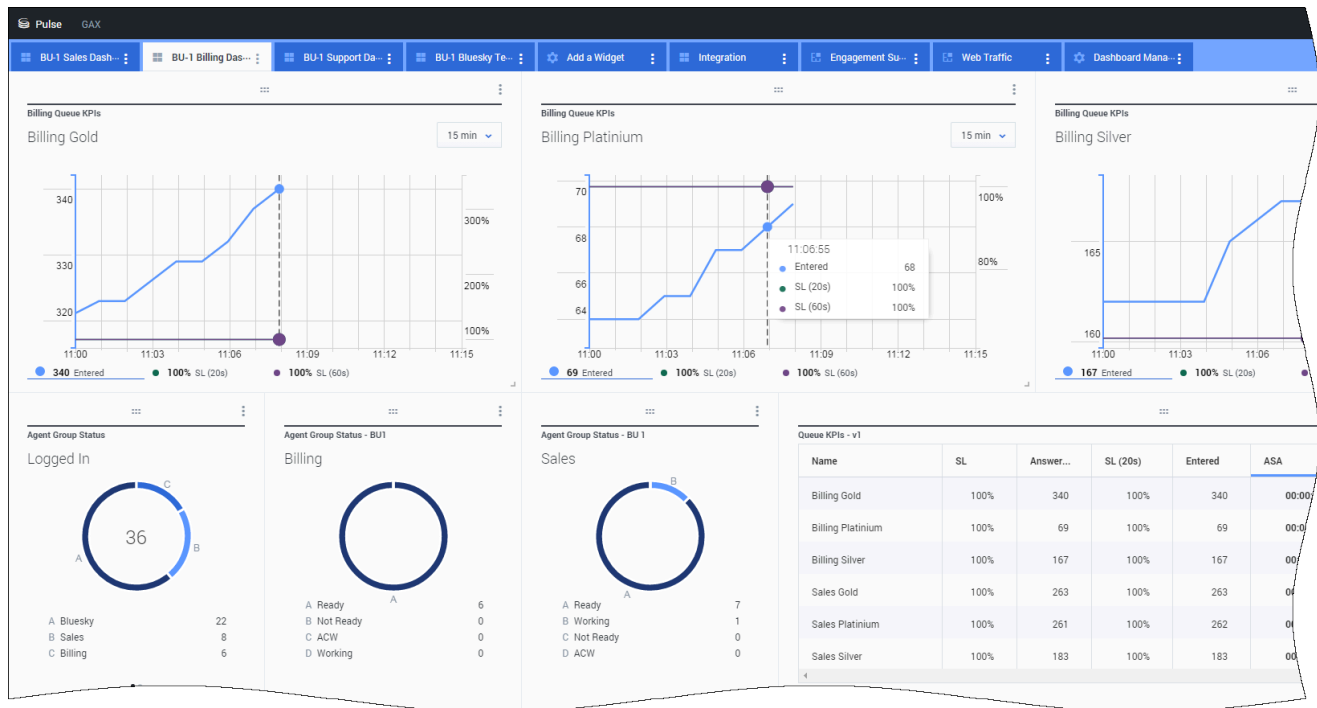 Pulse GAX
BU-1 Sales Dash... BU-1 Billing Das... BU-1 Support Da... BU-1 Bluesky Te... Add a Widget Integration Engagement Su... Web Traffic Dashboard Mana...
Billing Queue KPIs
Billing Gold
15 min
340
330
320
300%
200%
100%
11:00 11:03 11:06 11:09 11:12 11:15
340 Entered 100% SL (20s) 100% SL (60s)
Billing Queue KPIs
Billing Platinium
15 min
70
68
66
64
100%
80%
11:06:55
Entered 68
SL (20s) 100%
SL (60s) 100%
11:00 11:03 11:06 11:09 11:12 11:15
69 Entered 100% SL (20s) 100% SL (60s)
Billing Queue KPIs
Billing Silver
165
160
11:00 11:03 11:06
167 Entered 100% SL (20s)
Agent Group Status
Logged In
C
36
B
A
A Bluesky 22
B Sales 8
C Billing 6
Agent Group Status - BU1
Billing
A
A Ready 6
B Not Ready 0
C ACW 0
D Working 0
Agent Group Status - BU 1
Sales
B
A
A Ready 7
B Working 1
C Not Ready 0
D ACW 0
Queue KPIs - v1
Name SL Answer... SL (20s) Entered ASA
Billing Gold 100% 340 100% 340 00:00:
Billing Platinium 100% 69 100% 69 00:0
Billing Silver 100% 167 100% 167 00:
Sales Gold 100% 263 100% 263 00
Sales Platinium 100% 261 100% 262 00
Sales Silver 100% 183 100% 183 00